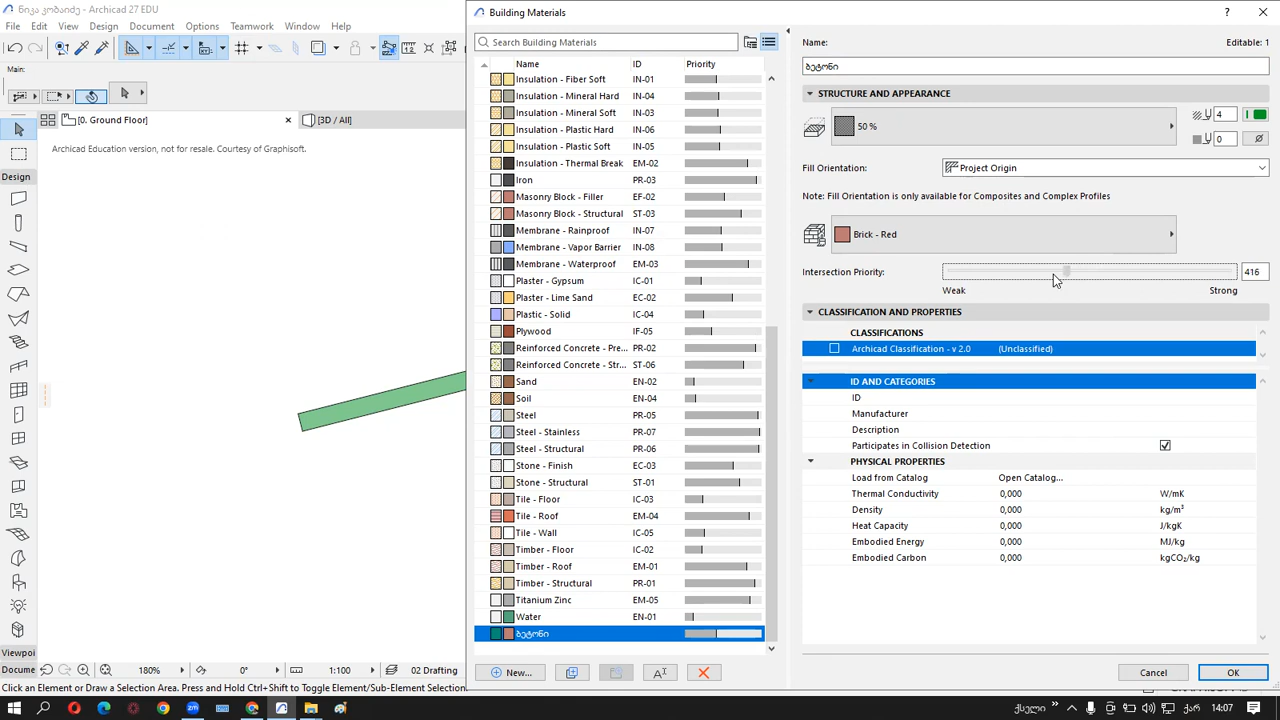 ნიკა კობაიძე - Archicad 27 EDU
File Edit View Design Document Options Teamwork Window Help
Main:
[0. Ground Floor]
[3D / All]
Archicad Education version, not for resale. Courtesy of Graphisoft.
Design
Viewpoi
Docume
180%
0°
1:100
02 Drafting
Click an Element or Draw a Selection Area. Press and Hold Ctrl+Shift to Toggle Element/Sub-Element Selection.
Building Materials
Search Building Materials
Name ID Priority
Insulation - Fiber Soft IN-01
Insulation - Mineral Hard IN-04
Insulation - Mineral Soft IN-03
Insulation - Plastic Hard IN-06
Insulation - Plastic Soft IN-05
Insulation - Thermal Break EM-02
Iron PR-03
Masonry Block - Filler EF-02
Masonry Block - Structural ST-03
Membrane - Rainproof IN-07
Membrane - Vapor Barrier IN-08
Membrane - Waterproof EM-03
Plaster - Gypsum IC-01
Plaster - Lime Sand EC-02
Plastic - Solid IC-04
Plywood IF-05
Reinforced Concrete - Pre... PR-02
Reinforced Concrete - Str... ST-06
Sand EN-02
Soil EN-04
Steel PR-05
Steel - Stainless PR-07
Steel - Structural PR-06
Stone - Finish EC-03
Stone - Structural ST-01
Tile - Floor IC-03
Tile - Roof EM-04
Tile - Wall IC-05
Timber - Floor IC-02
Timber - Roof EM-01
Timber - Structural PR-01
Titanium Zinc EM-05
Water EN-01
ბეტონი
New...
Name: Editable: 1
ბეტონი
STRUCTURE AND APPEARANCE
50 %
4
0
Fill Orientation: Project Origin
Note: Fill Orientation is only available for Composites and Complex Profiles
Brick - Red
Intersection Priority: 416
Weak Strong
CLASSIFICATION AND PROPERTIES
CLASSIFICATIONS
Archicad Classification - v 2.0 (Unclassified)
ID AND CATEGORIES
ID
Manufacturer
Description
Participates in Collision Detection
PHYSICAL PROPERTIES
Load from Catalog Open Catalog...
Thermal Conductivity 0,000 W/mK
Density 0,000 kg/m³
Heat Capacity 0,000 J/kgK
Embodied Energy 0,000 MJ/kg
Embodied Carbon 0,000 kgCO₂/kg
Cancel OK
ქსელი
ქარ 14:07